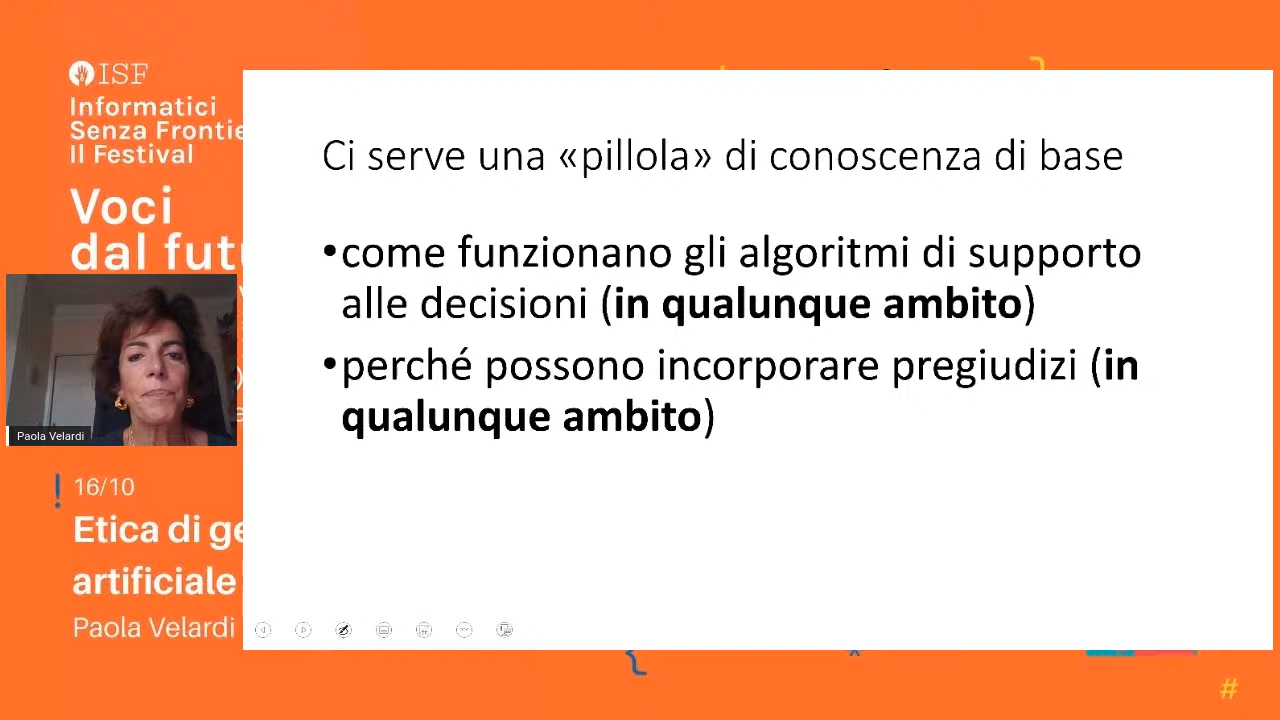 ISF
Informatici
Senza Frontie
Il Festival
Voci
dal futu
Ci serve una «pillola» di conoscenza di base
•come funzionano gli algoritmi di supporto
alle decisioni (in qualunque ambito)
•perché possono incorporare pregiudizi (in
qualunque ambito)
Paola Velardi
16/10
Etica di ge
artificiale
Paola Velardi
#